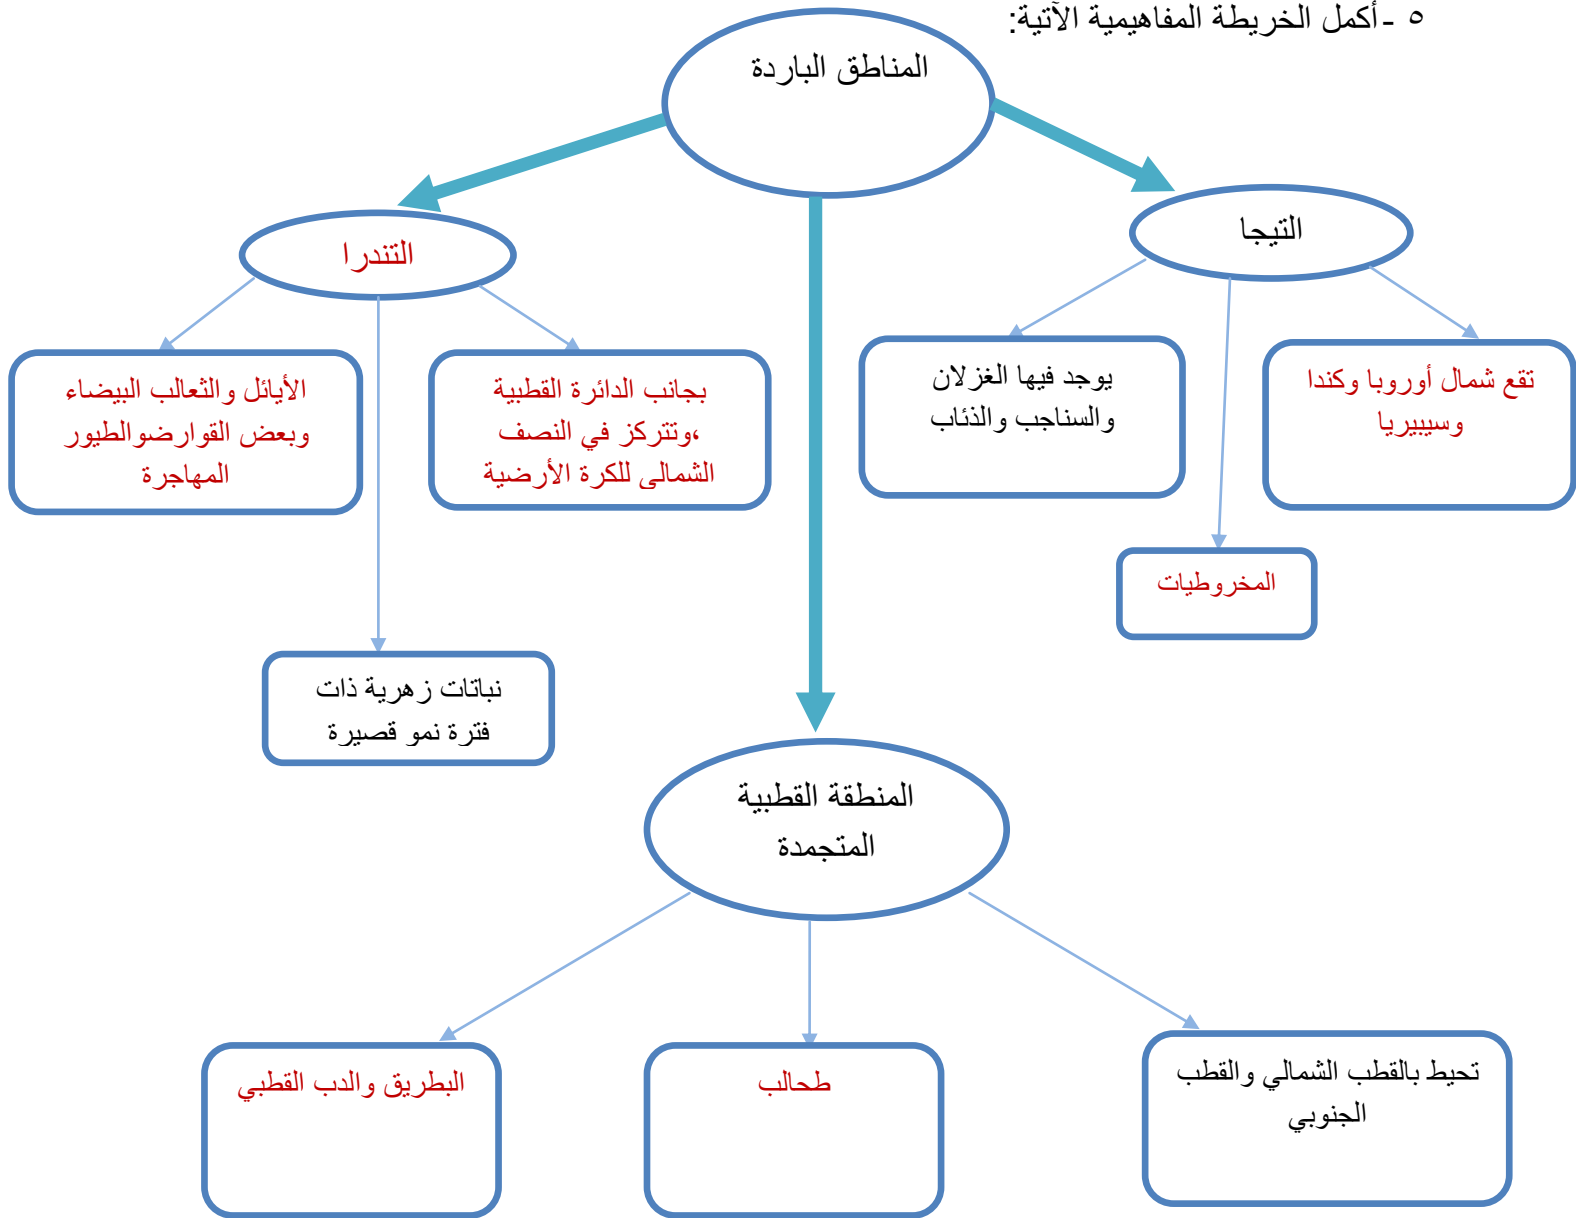 ٥ -أكمل الخريطة المفاهيمية الآتية:
المناطق الباردة
التيجا
التندرا
تقع شمال أوروبا وكندا
وسيبيريا
يوجد فيها الغزلان
والسناجب والذئاب
المخروطيات
بجانب الدائرة القطبية
،وتتركز في النصف
الشمالي للكرة الأرضية
الأيائل والثعالب البيضاء
وبعض القوارضوالطيور
المهاجرة
نباتات زهرية ذات
فترة نمو قصيرة
المنطقة القطبية
المتجمدة
تحيط بالقطب الشمالي والقطب
الجنوبي
طحالب
البطريق والدب القطبي